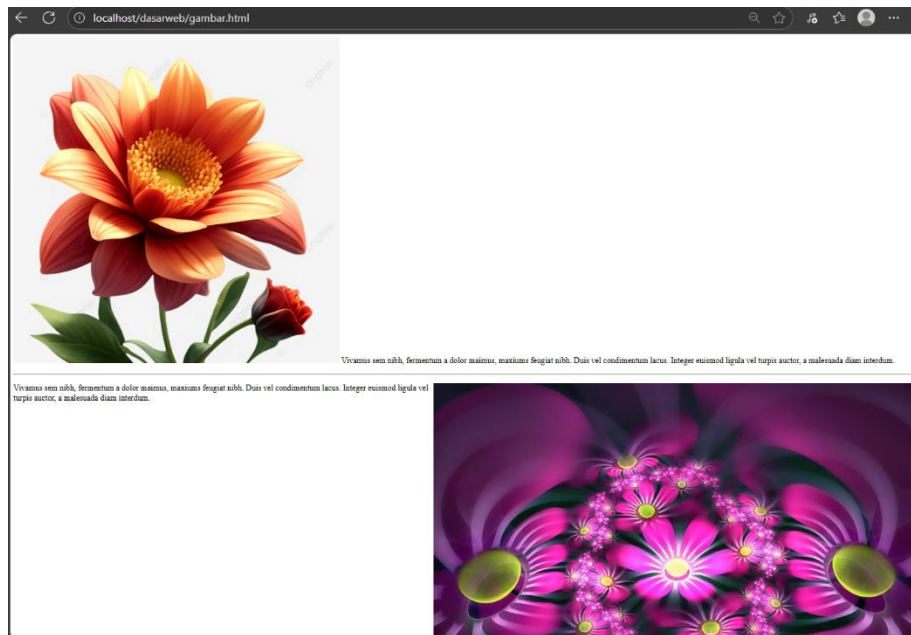 localhost/dasarweb/gambar.html
Vivamus sem nibh, fermentum a dolor maimus, maxiums feugiat nibh. Duis vel condimentum lacus. Integer euismod ligula vel turpis auctor, a malesuada diam interdum.
Vivamus sem nibh, fermentum a dolor maimus, maxiums feugiat nibh. Duis vel condimentum lacus. Integer euismod ligula vel
turpis auctor, a malesuada diam interdum.